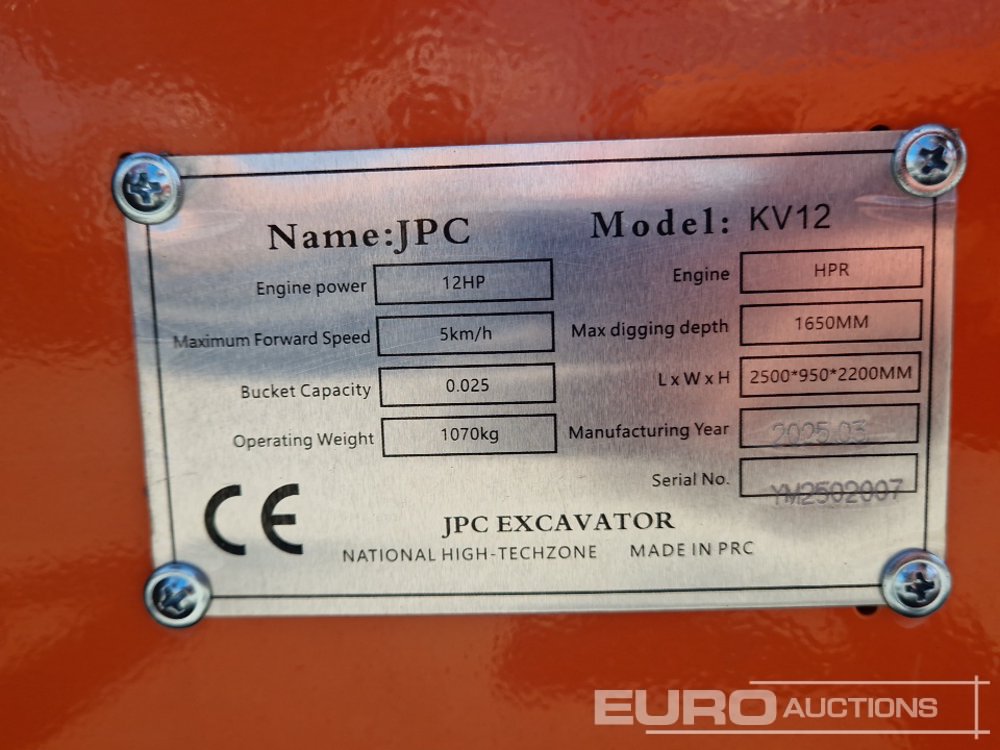 Name:JPC Model: KV12
Engine power 12HP Engine HPR
Maximum Forward Speed 5km/h Max digging depth 1650MM
Bucket Capacity 0.025 L x W x H 2500*950*2200MM
Operating Weight 1070kg Manufacturing Year 2025.03
Serial No. YM2502007
CE
JPC EXCAVATOR
NATIONAL HIGH-TECHZONE MADE IN PRC
EURO AUCTIONS